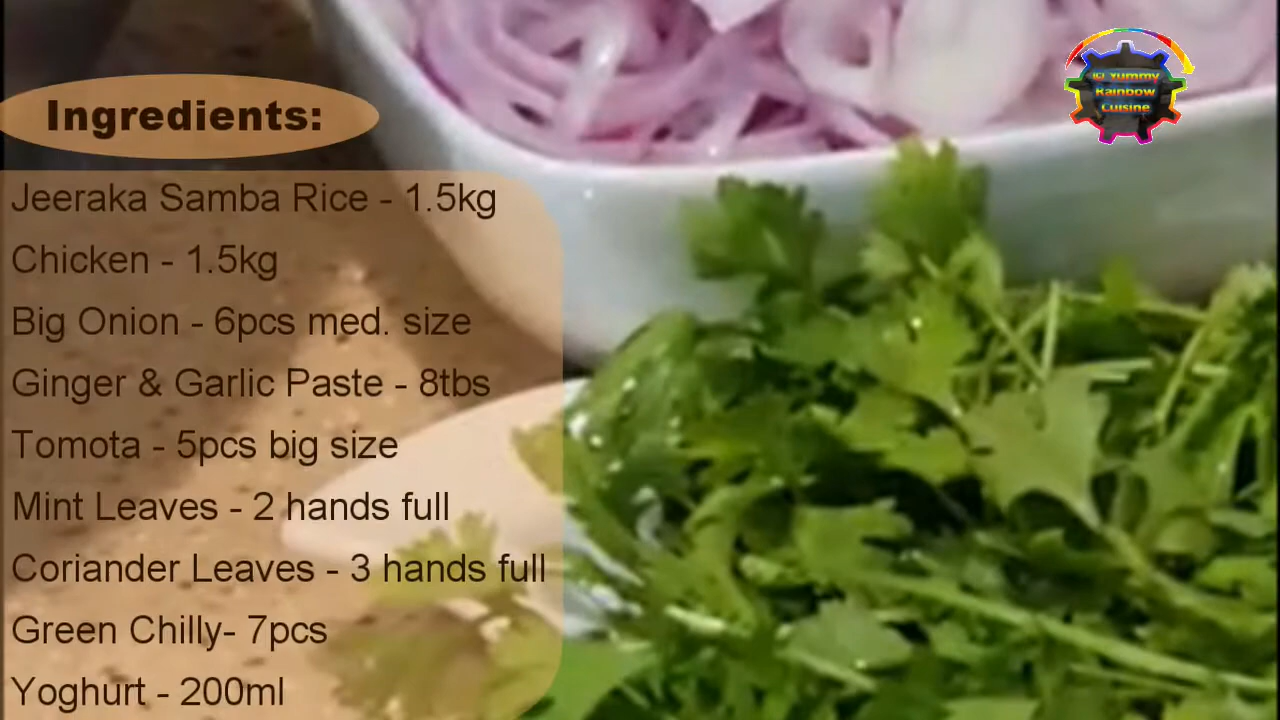 Ingredients:
Jeeraka Samba Rice - 1.5kg
Chicken - 1.5kg
Big Onion - 6pcs med. size
Ginger & Garlic Paste - 8tbs
Tomota - 5pcs big size
Mint Leaves - 2 hands full
Coriander Leaves - 3 hands full
Green Chilly- 7pcs
Yoghurt - 200ml
Yummy
Rainbow
Cuisine